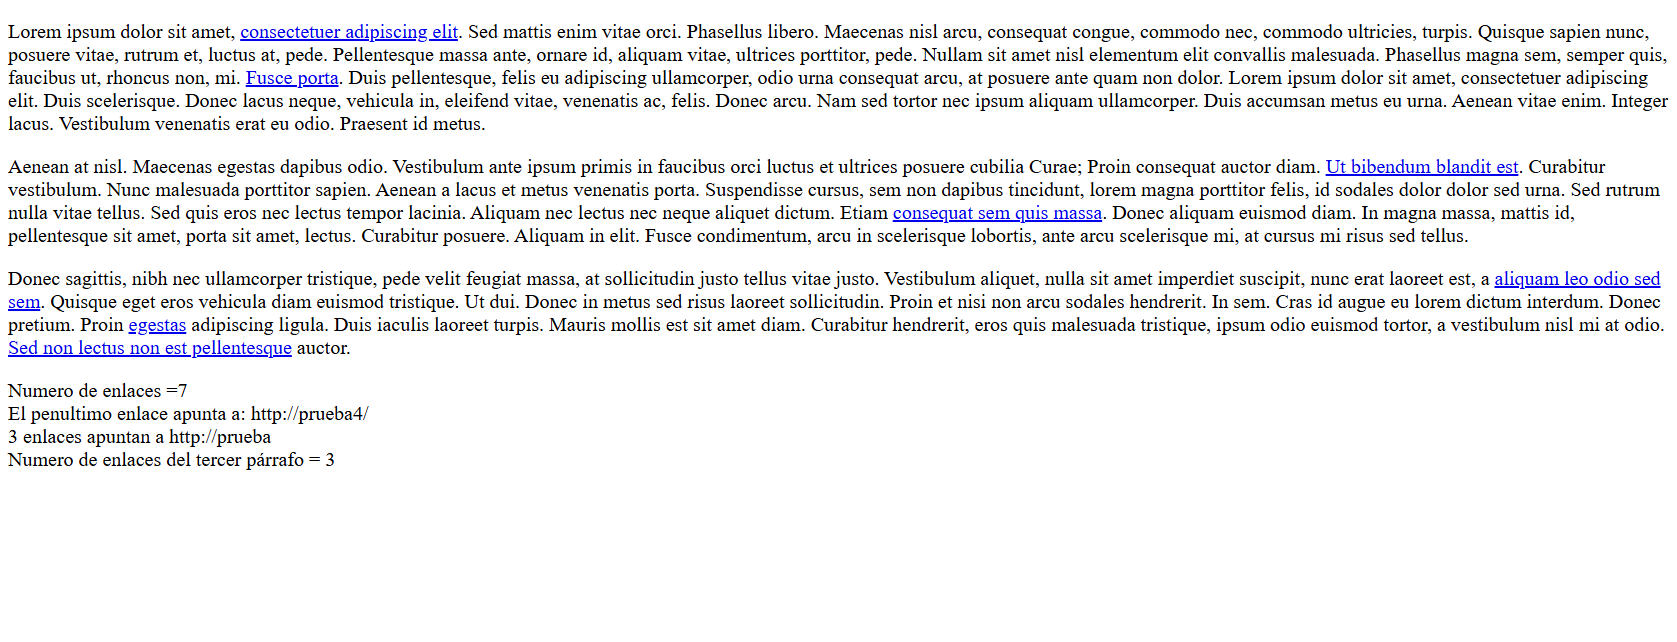 Lorem ipsum dolor sit amet, consectetuer adipiscing elit. Sed mattis enim vitae orci. Phasellus libero. Maecenas nisl arcu, consequat congue, commodo nec, commodo ultricies, turpis. Quisque sapien nunc,
posuere vitae, rutrum et, luctus at, pede. Pellentesque massa ante, ornare id, aliquam vitae, ultrices porttitor, pede. Nullam sit amet nisl elementum elit convallis malesuada. Phasellus magna sem, semper quis,
faucibus ut, rhoncus non, mi. Fusce porta. Duis pellentesque, felis eu adipiscing ullamcorper, odio urna consequat arcu, at posuere ante quam non dolor. Lorem ipsum dolor sit amet, consectetuer adipiscing
elit. Duis scelerisque. Donec lacus neque, vehicula in, eleifend vitae, venenatis ac, felis. Donec arcu. Nam sed tortor nec ipsum aliquam ullamcorper. Duis accumsan metus eu urna. Aenean vitae enim. Integer
lacus. Vestibulum venenatis erat eu odio. Praesent id metus.
Aenean at nisl. Maecenas egestas dapibus odio. Vestibulum ante ipsum primis in faucibus orci luctus et ultrices posuere cubilia Curae; Proin consequat auctor diam. Ut bibendum blandit est. Curabitur
vestibulum. Nunc malesuada porttitor sapien. Aenean a lacus et metus venenatis porta. Suspendisse cursus, sem non dapibus tincidunt, lorem magna porttitor felis, id sodales dolor dolor sed urna. Sed rutrum
nulla vitae tellus. Sed quis eros nec lectus tempor lacinia. Aliquam nec lectus nec neque aliquet dictum. Etiam consequat sem quis massa. Donec aliquam euismod diam. In magna massa, mattis id,
pellentesque sit amet, porta sit amet, lectus. Curabitur posuere. Aliquam in elit. Fusce condimentum, arcu in scelerisque lobortis, ante arcu scelerisque mi, at cursus mi risus sed tellus.
Donec sagittis, nibh nec ullamcorper tristique, pede velit feugiat massa, at sollicitudin justo tellus vitae justo. Vestibulum aliquet, nulla sit amet imperdiet suscipit, nunc erat laoreet est, a aliquam leo odio sed
sem. Quisque eget eros vehicula diam euismod tristique. Ut dui. Donec in metus sed risus laoreet sollicitudin. Proin et nisi non arcu sodales hendrerit. In sem. Cras id augue eu lorem dictum interdum. Donec
pretium. Proin egestas adipiscing ligula. Duis iaculis laoreet turpis. Mauris mollis est sit amet diam. Curabitur hendrerit, eros quis malesuada tristique, ipsum odio euismod tortor, a vestibulum nisl mi at odio.
Sed non lectus non est pellentesque auctor.
Numero de enlaces =7
El penultimo enlace apunta a: http://prueba4/
3 enlaces apuntan a http://prueba
Numero de enlaces del tercer párrafo = 3